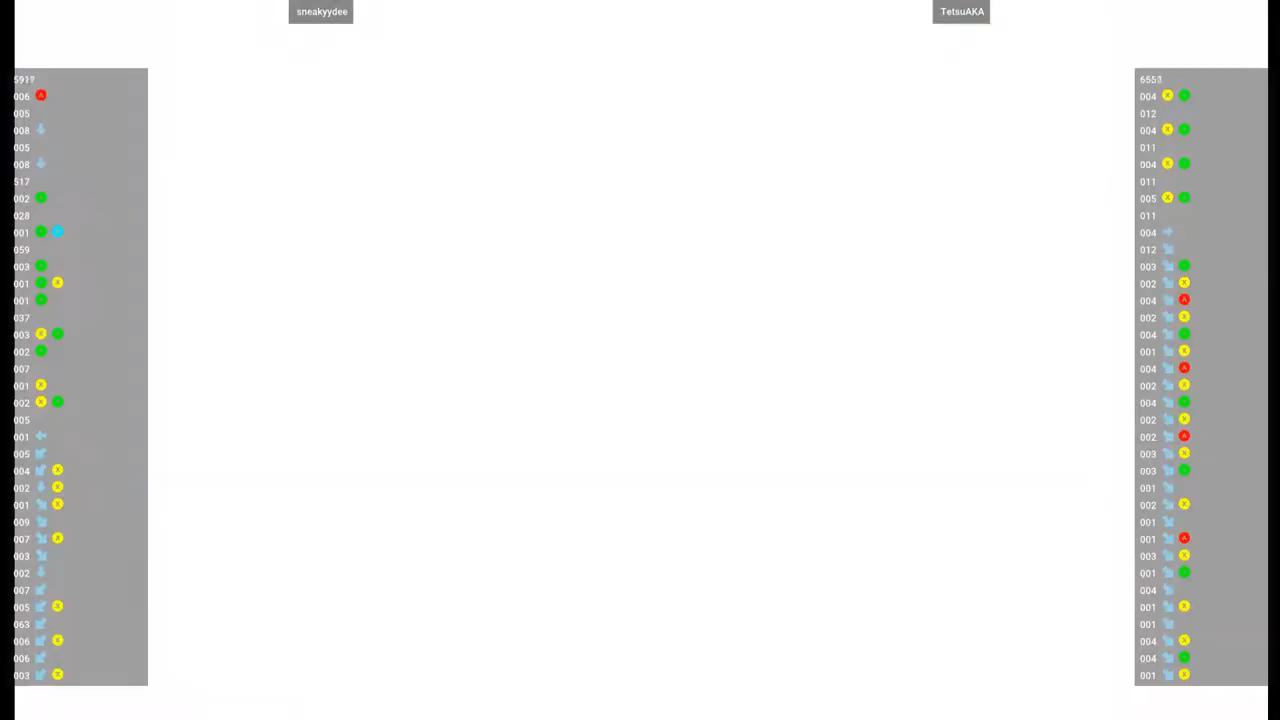 sneakyydee
TetsuAKA
006 A
005
008
005
008
517
002
028
001
059
003
001 X
001
037
003 X
002
007
001 X
002 X
005
001
005
004 X
002 X
001 X
009
007 X
003
002
007
005 X
063
006 X
006
003 X
004 X
012
004 X
011
004 X
011
005 X
011
004
012
003
002 X
004 A
002 X
004
001 X
004 A
002 X
004
002 X
002 A
003 X
003
001
002 X
001
001 A
003 X
001
004
001 X
001
004 X
004
001 X